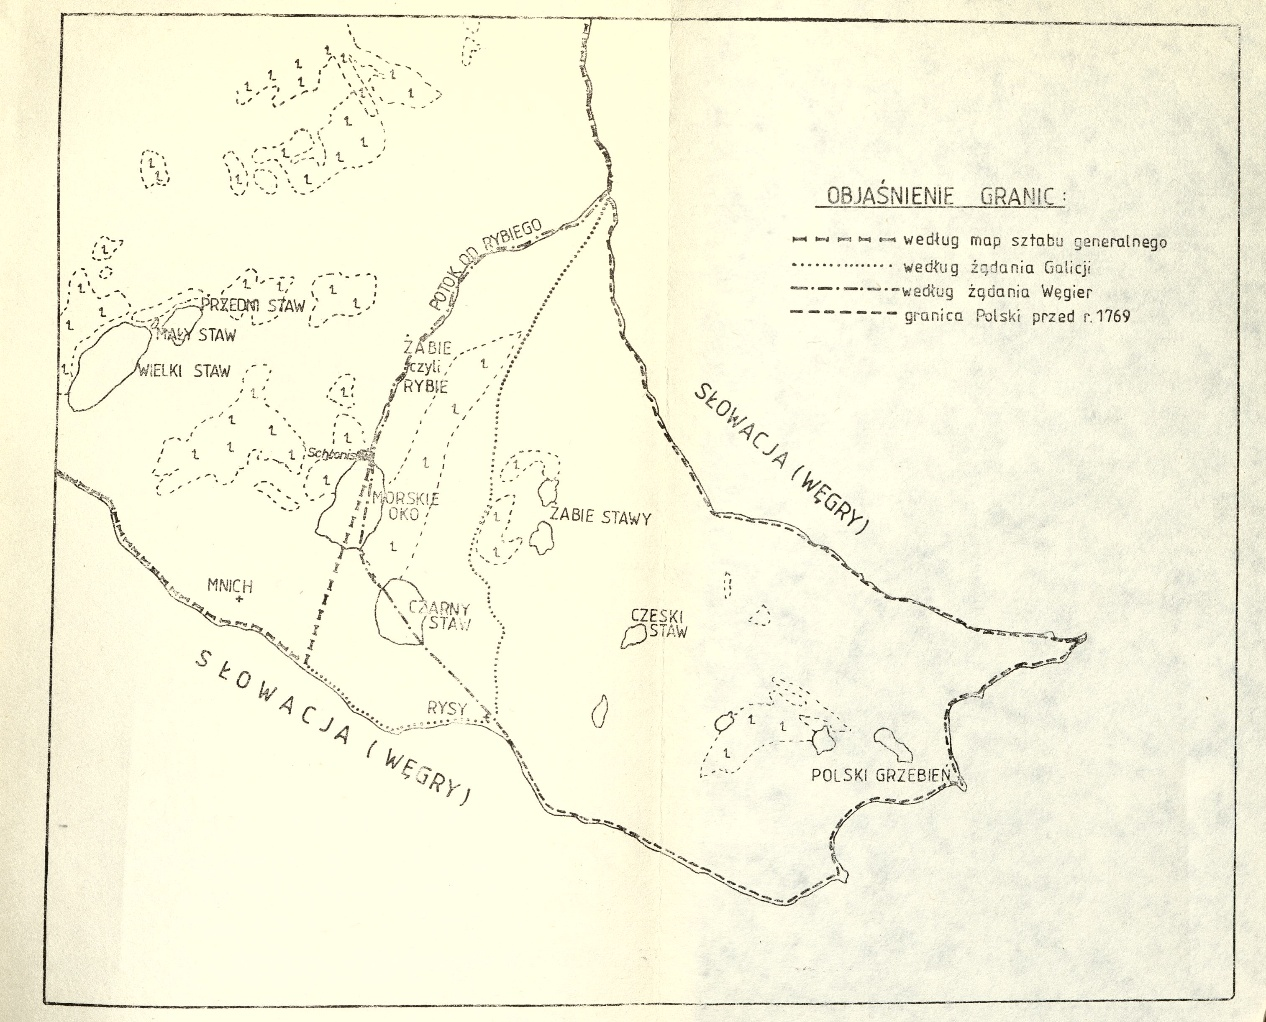 OBJAŚNIENIE GRANIC:
według map sztabu generalnego
według żądania Galicji
według żądania Węgier
granica Polski przed r. 1769
POTOK OD RYBIEGO
PRZEDNI STAW
MAŁY STAW
WIELKI STAW
ŻABIE
czyli
RYBIE
Schronis
MORSKIE
OKO
ŻABIE STAWY
MNICH
CZARNY
STAW
CZESKI
STAW
RYSY
POLSKI GRZEBIEŃ
SŁOWACJA (WĘGRY)
SŁOWACJA (WĘGRY)